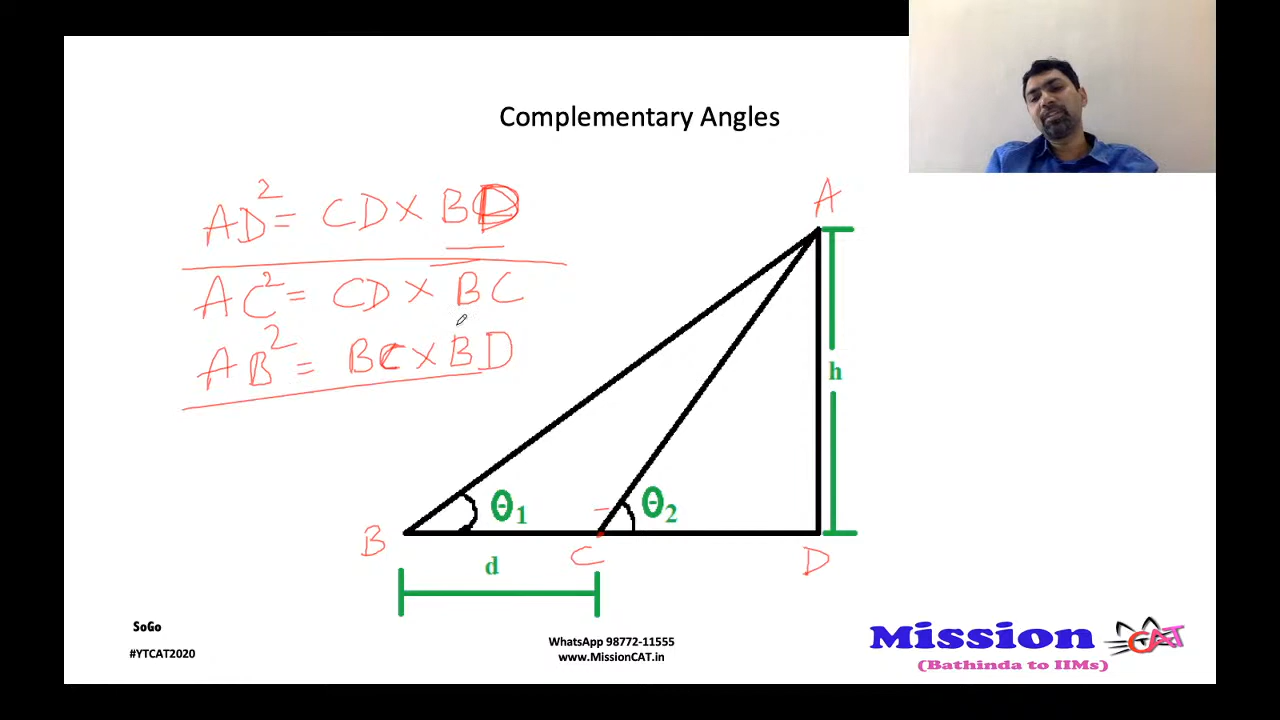 Complementary Angles
AD² = CD × BD
AC² = CD × BC
AB² = BC × BD
A
h
θ₁
θ₂
B
C
D
d
SoGo
#YTCAT2020
WhatsApp 98772-11555
www.MissionCAT.in
Mission CAT
(Bathinda to IIMs)